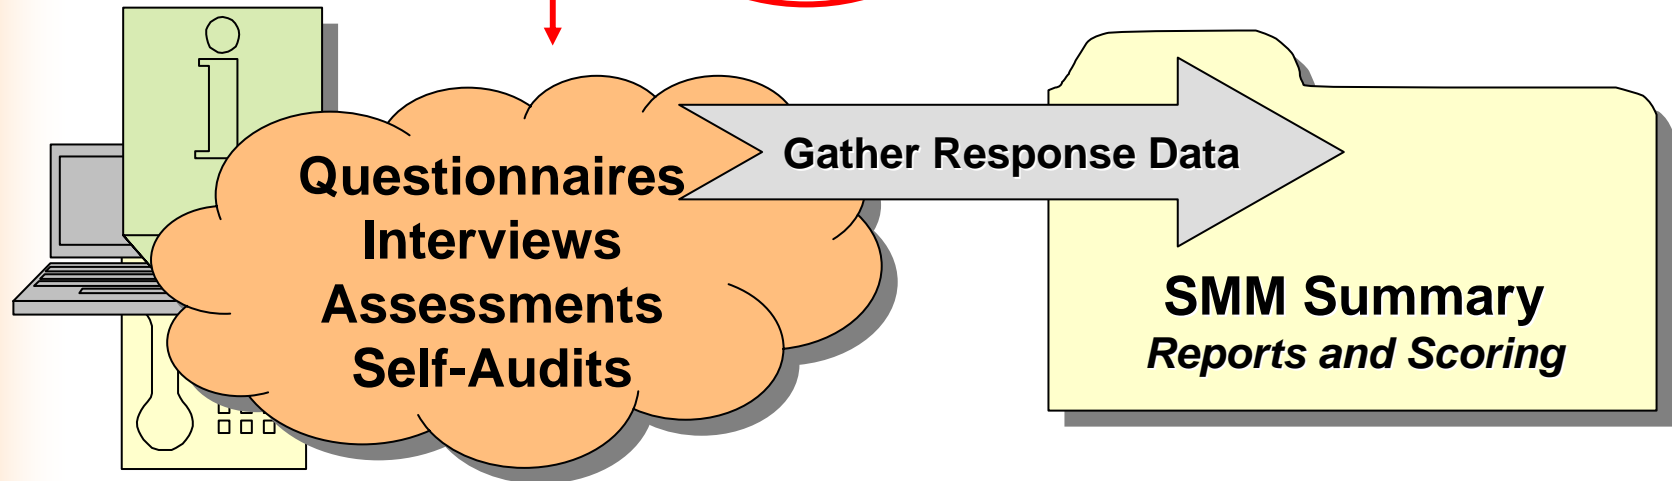 Questionnaires
Interviews
Assessments
Self-Audits
Gather Response Data
SMM Summary
Reports and Scoring